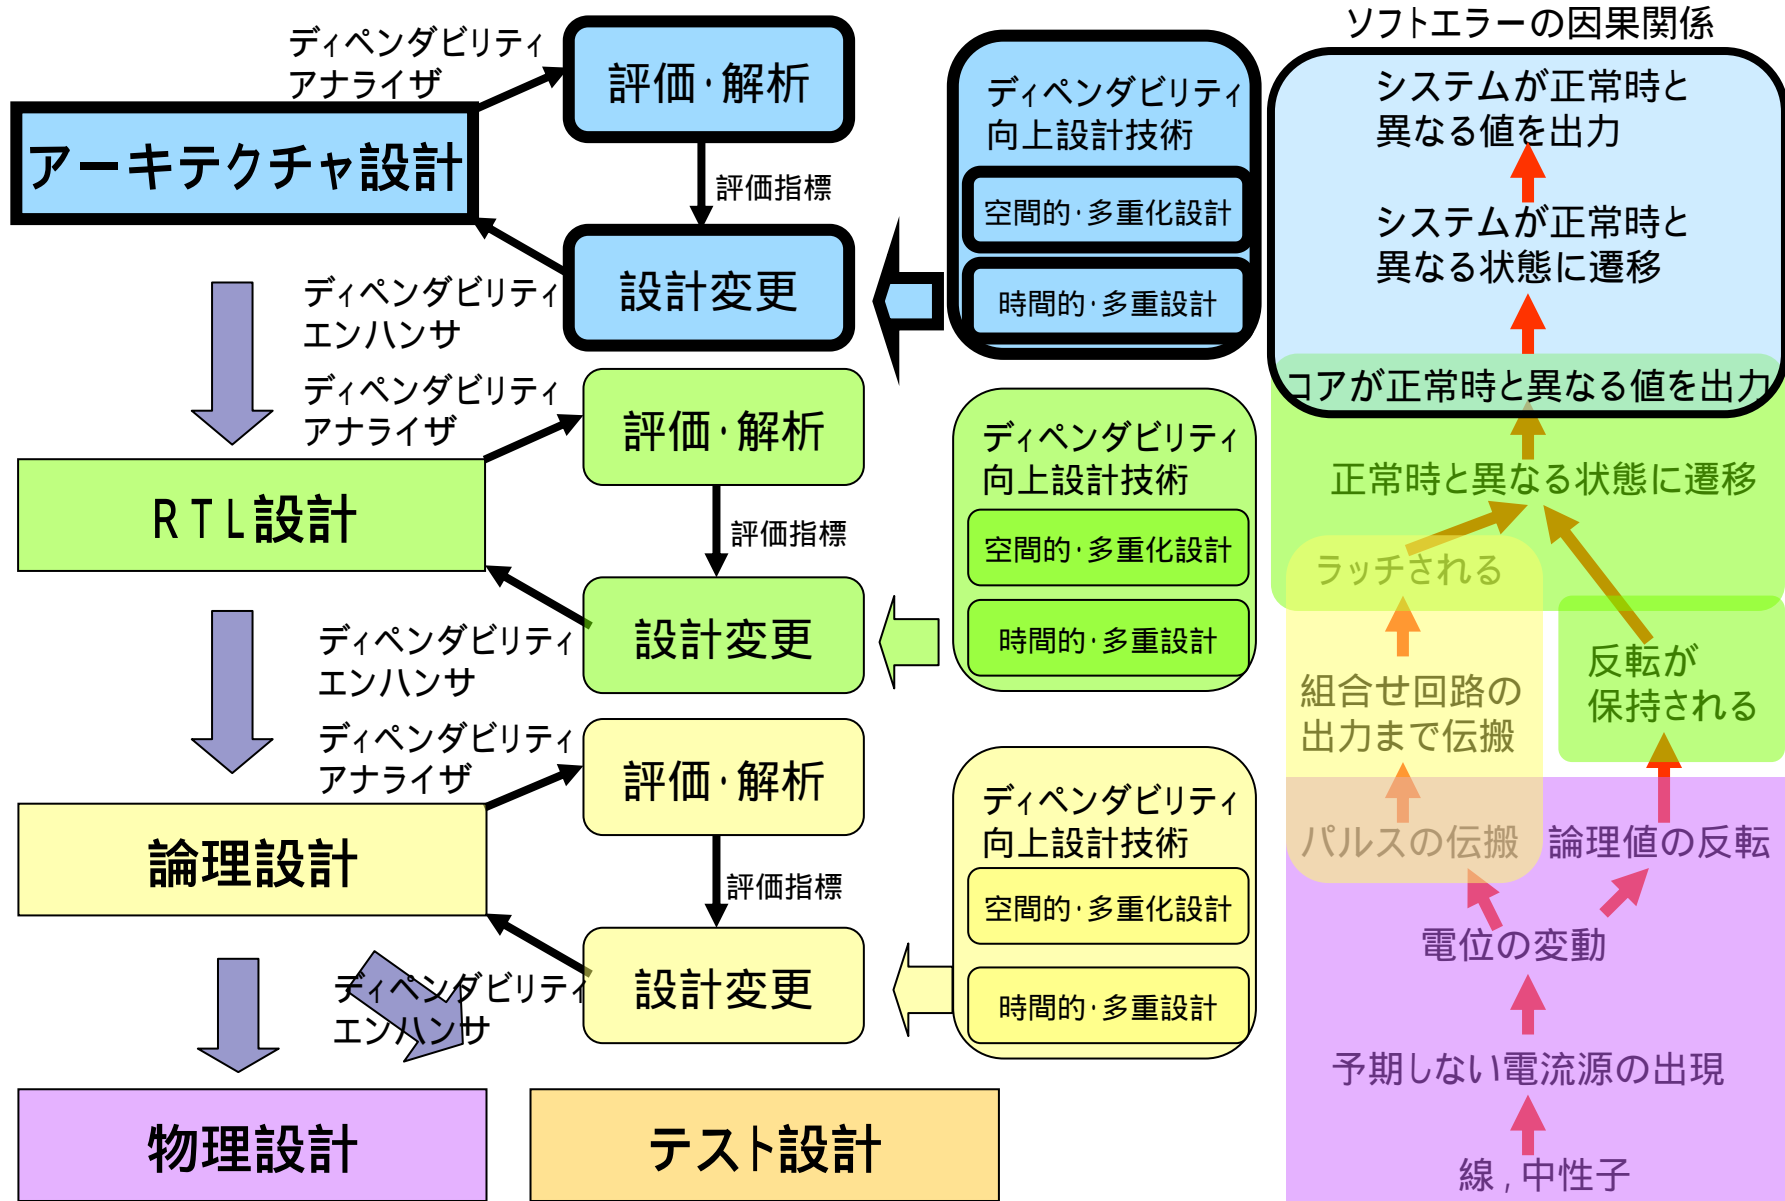 ディペンダビリティ
アナライザ
評価・解析
アーキテクチャ設計
評価指標
設計変更
ディペンダビリティ
エンハンサ
ディペンダビリティ
向上設計技術
空間的・多重化設計
時間的・多重設計
ディペンダビリティ
アナライザ
評価・解析
RTL設計
評価指標
設計変更
ディペンダビリティ
エンハンサ
ディペンダビリティ
向上設計技術
空間的・多重化設計
時間的・多重設計
ディペンダビリティ
アナライザ
評価・解析
論理設計
評価指標
設計変更
ディペンダビリティ
エンハンサ
ディペンダビリティ
向上設計技術
空間的・多重化設計
時間的・多重設計
物理設計
テスト設計
ソフトエラーの因果関係
システムが正常時と
異なる値を出力
システムが正常時と
異なる状態に遷移
コアが正常時と異なる値を出力
正常時と異なる状態に遷移
ラッチされる
反転が
保持される
組合せ回路の
出力まで伝搬
パルスの伝搬
論理値の反転
電位の変動
予期しない電流源の出現
線,中性子